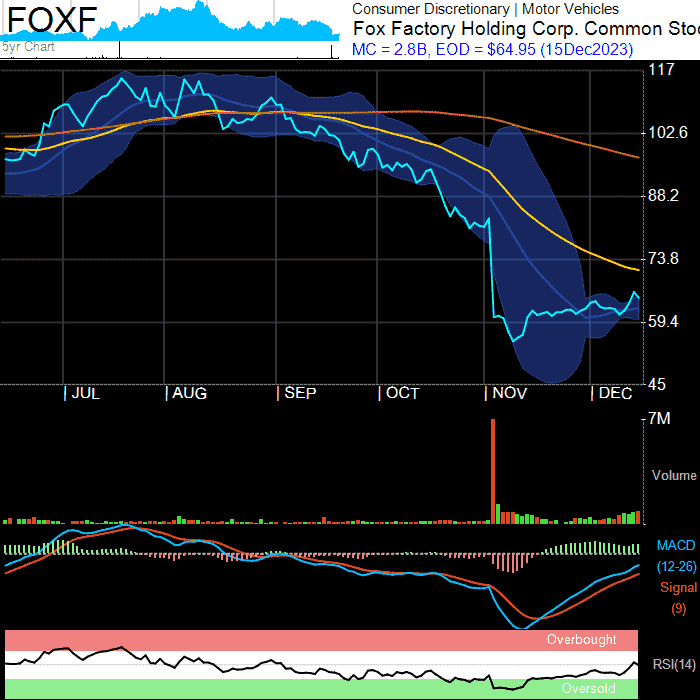 FOXF
5yr Chart
Consumer Discretionary | Motor Vehicles
Fox Factory Holding Corp. Common Sto
MC = 2.8B, EOD = $64.95 (15Dec2023)
117
102.6
88.2
73.8
59.4
45
| JUL | AUG | SEP | OCT | NOV | DEC
7M
Volume
MACD
(12-26)
Signal
(9)
Overbought
RSI(14)
Oversold